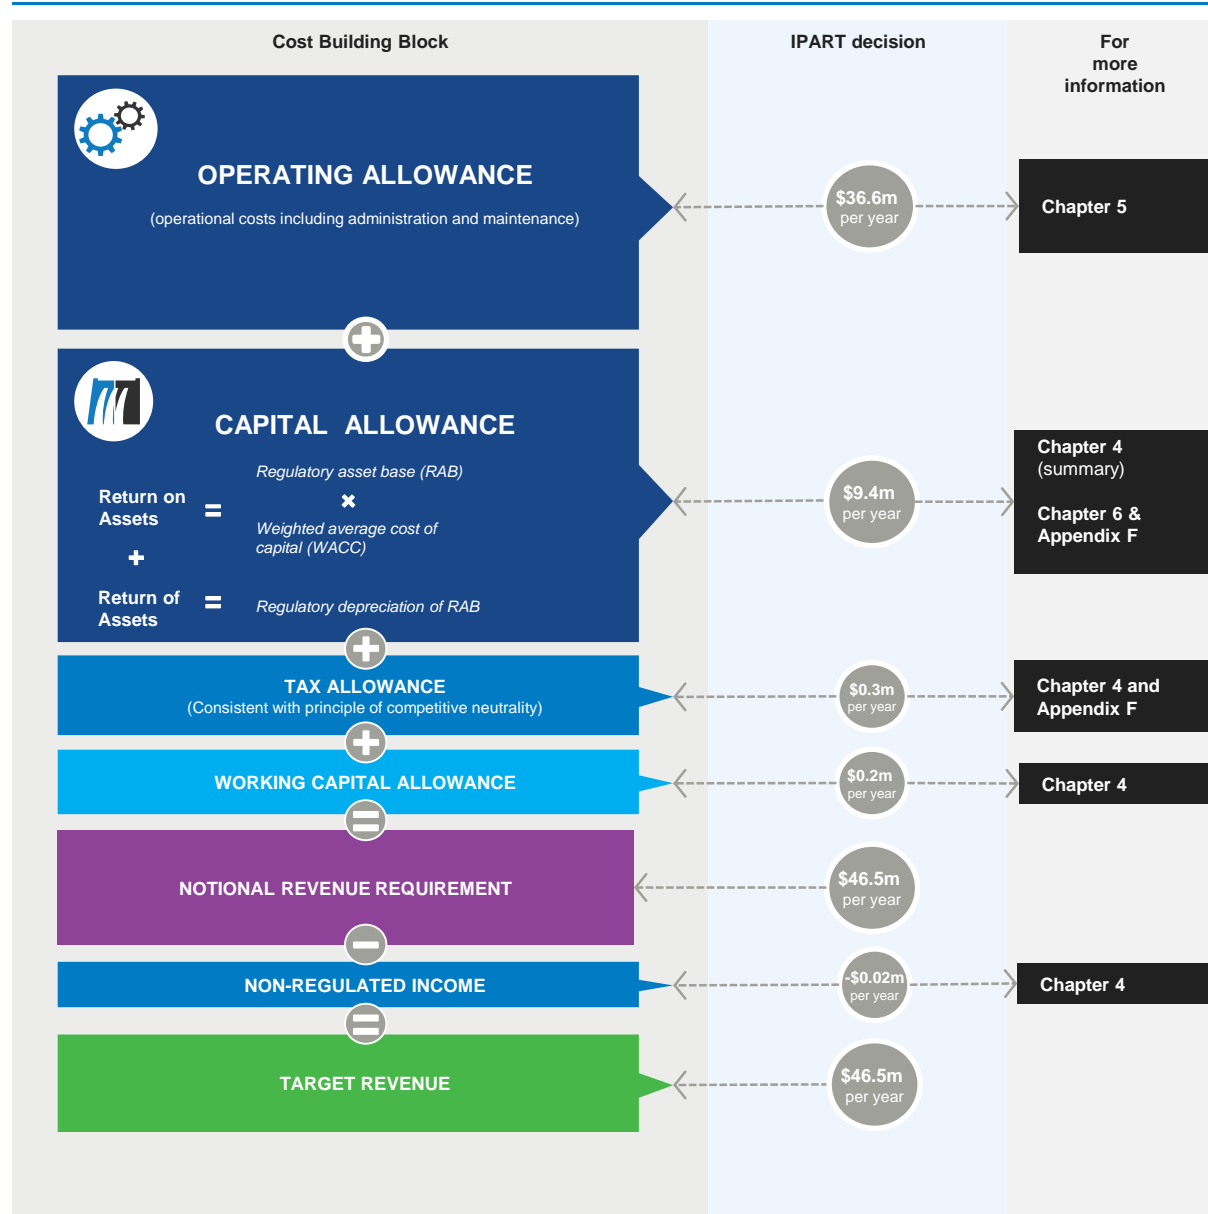 Cost Building Block
IPART decision
For
more
information
OPERATING ALLOWANCE
(operational costs including administration and maintenance)
$36.6m
per year
Chapter 5
CAPITAL ALLOWANCE
Return on
Assets
=
Regulatory asset base (RAB)
×
Weighted average cost of
capital (WACC)
+
Return of
Assets
=
Regulatory depreciation of RAB
$9.4m
per year
Chapter 4
(summary)
Chapter 6 &
Appendix F
+
TAX ALLOWANCE
(Consistent with principle of competitive neutrality)
$0.3m
per year
Chapter 4 and
Appendix F
+
WORKING CAPITAL ALLOWANCE
$0.2m
per year
Chapter 4
=
NOTIONAL REVENUE REQUIREMENT
$46.5m
per year
−
NON-REGULATED INCOME
-$0.02m
per year
Chapter 4
=
TARGET REVENUE
$46.5m
per year